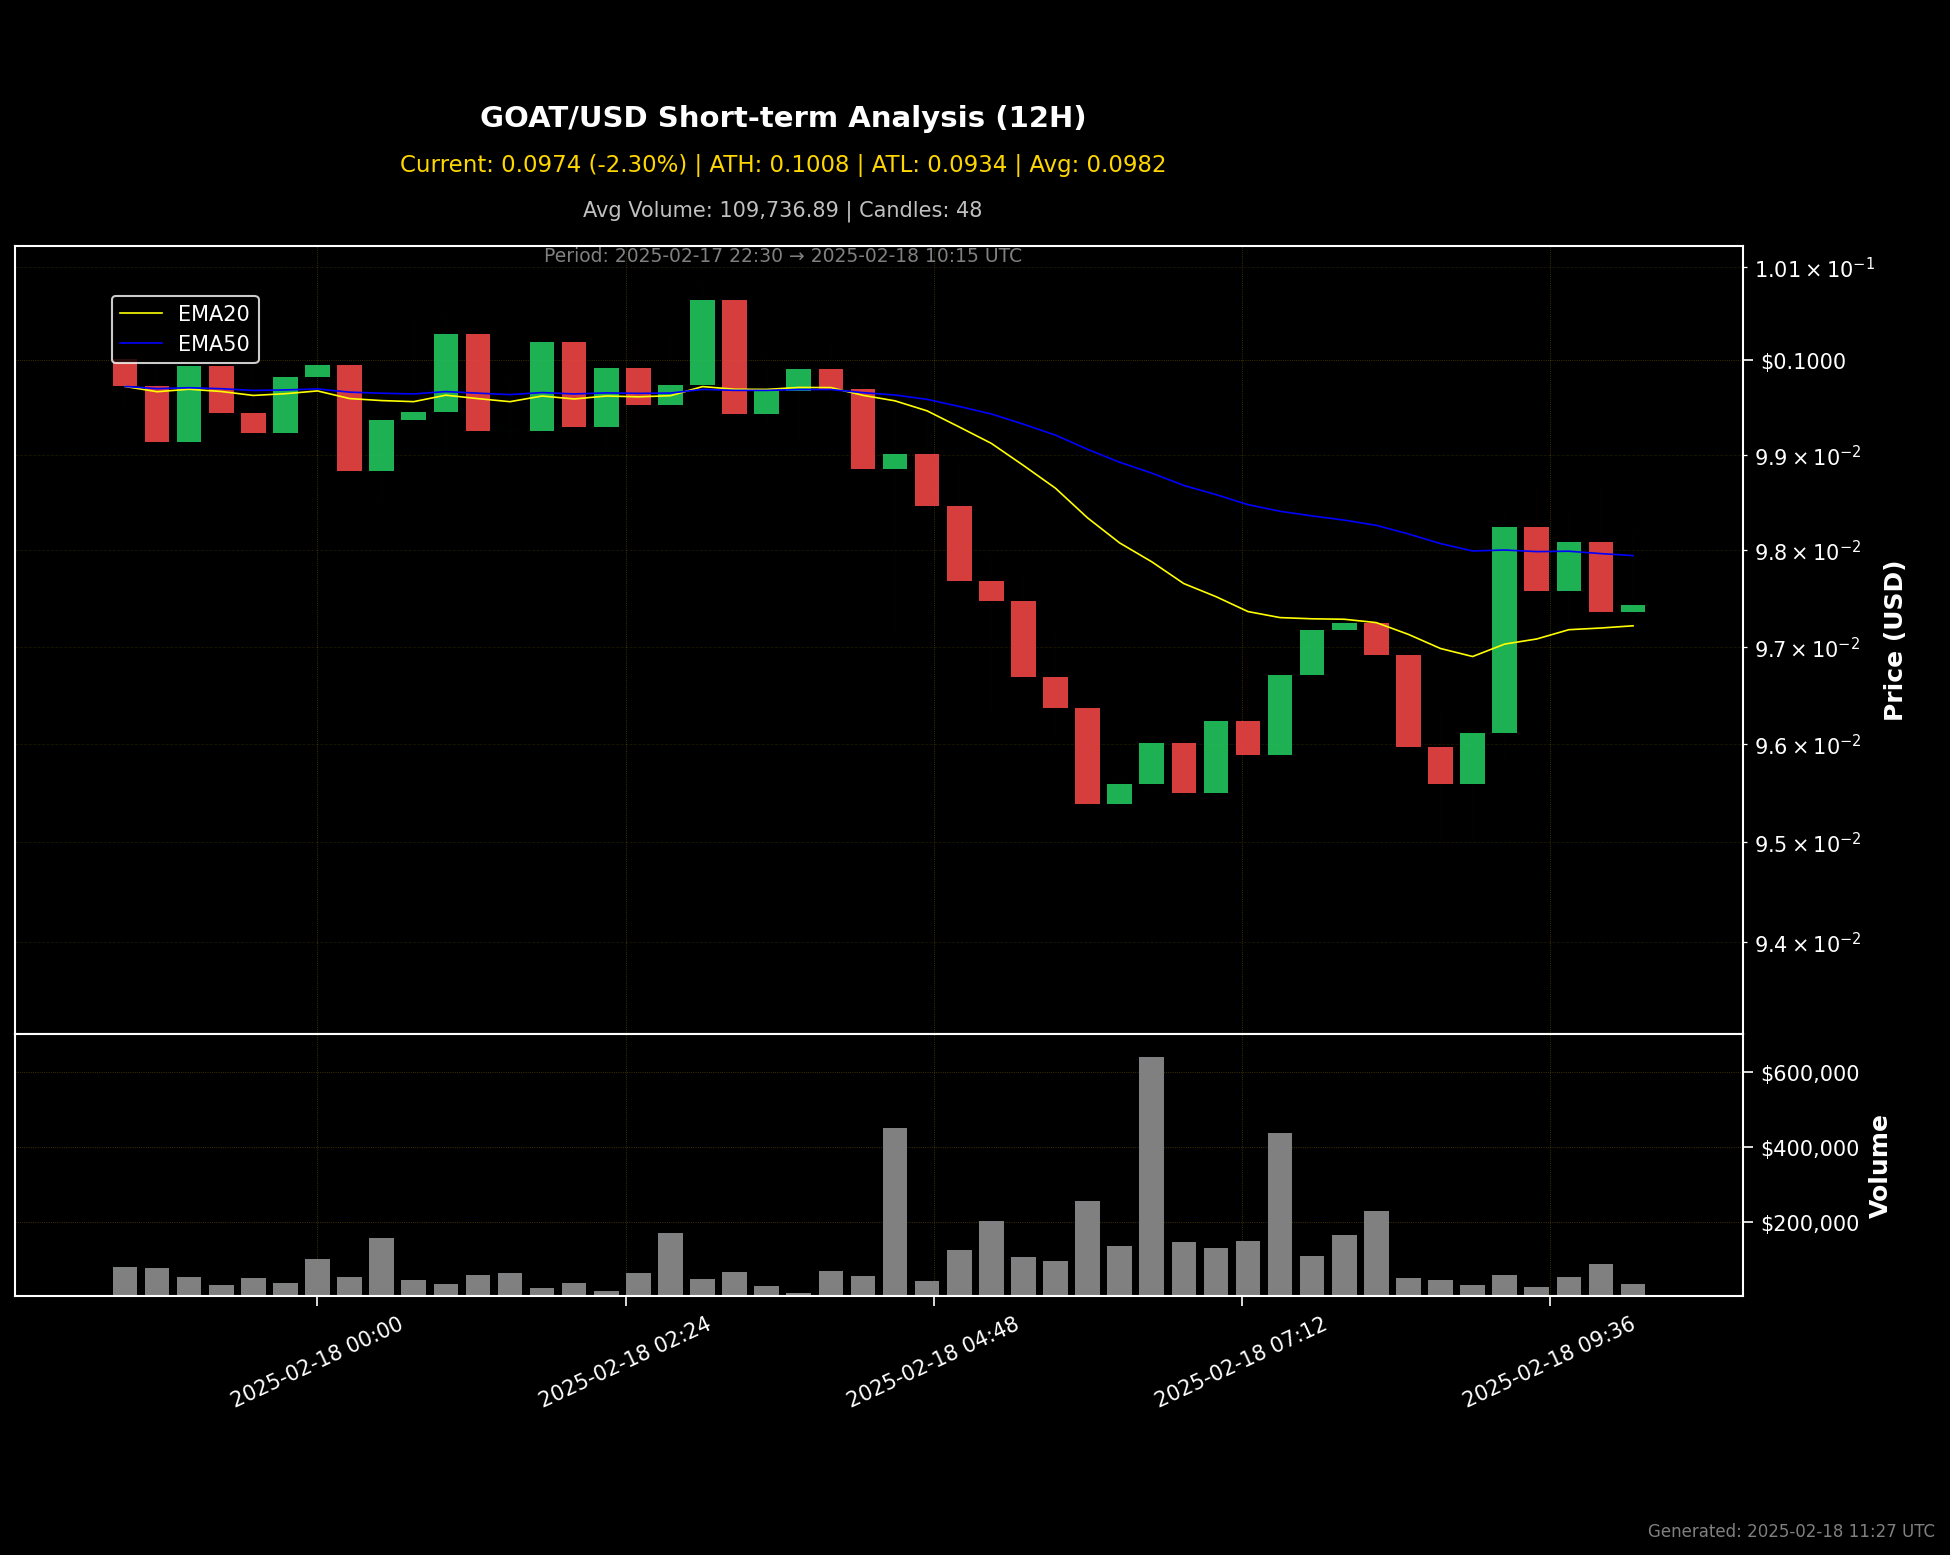 GOAT/USD Short-term Analysis (12H)
Current: 0.0974 (-2.30%) | ATH: 0.1008 | ATL: 0.0934 | Avg: 0.0982
Avg Volume: 109,736.89 | Candles: 48
Period: 2025-02-17 22:30 → 2025-02-18 10:15 UTC
EMA20
EMA50
1.01 × 10⁻¹
$0.1000
9.9 × 10⁻²
9.8 × 10⁻²
9.7 × 10⁻²
9.6 × 10⁻²
9.5 × 10⁻²
9.4 × 10⁻²
Price (USD)
$600,000
$400,000
$200,000
Volume
2025-02-18 00:00
2025-02-18 02:24
2025-02-18 04:48
2025-02-18 07:12
2025-02-18 09:36
Generated: 2025-02-18 11:27 UTC